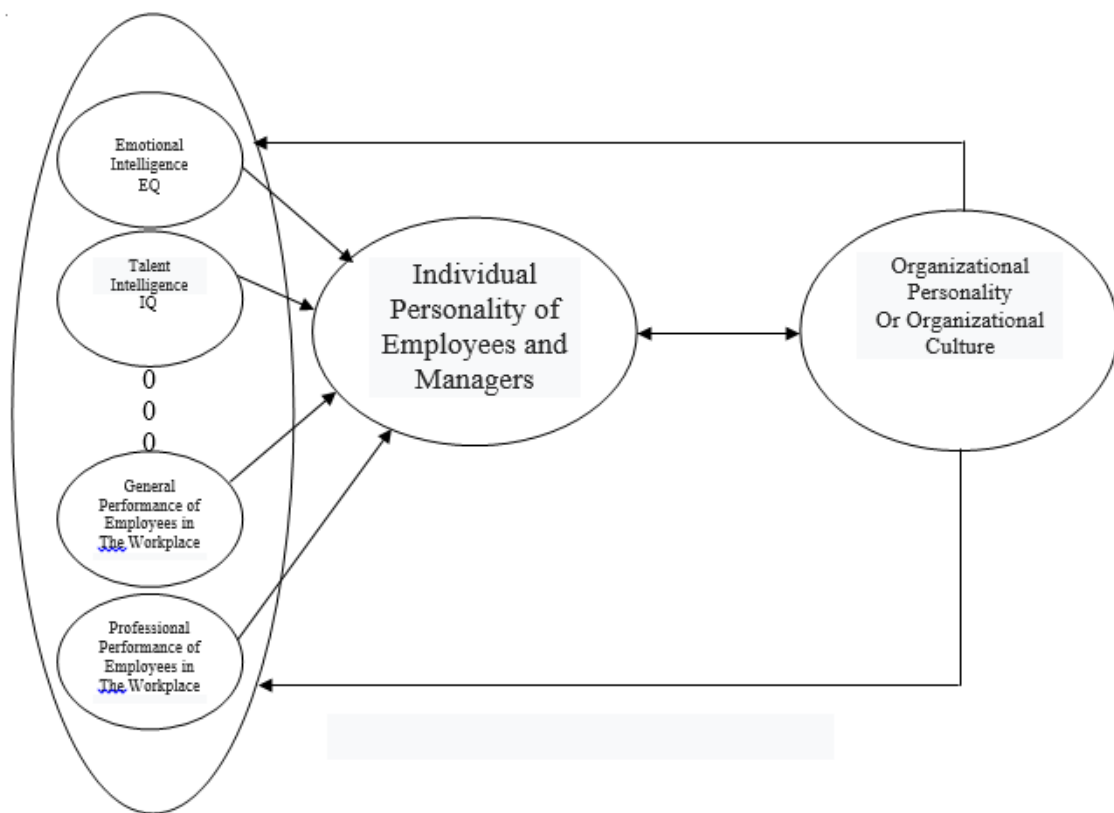 Emotional
Intelligence
EQ
Talent
Intelligence
IQ
0
0
0
General
Performance of
Employees in
The Workplace
Professional
Performance of
Employees in
The Workplace
Individual
Personality of
Employees and
Managers
Organizational
Personality
Or Organizational
Culture